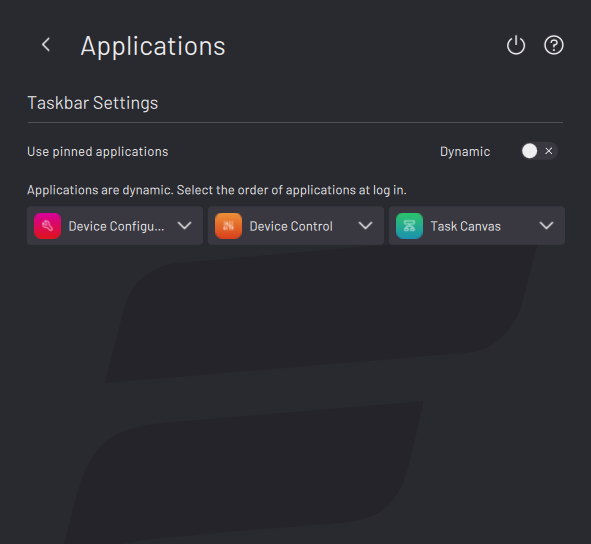 Applications
Taskbar Settings
Use pinned applications Dynamic
Applications are dynamic. Select the order of applications at log in.
Device Configu... Device Control Task Canvas